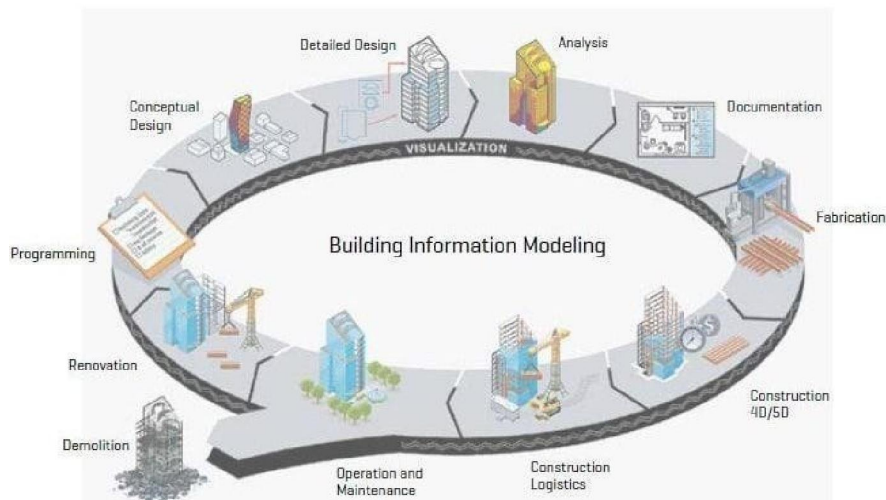 Detailed Design
Analysis
Conceptual
Design
Documentation
VISUALIZATION
Fabrication
Programming
Building Information Modeling
Renovation
Construction
4D/5D
Demolition
Operation and
Maintenance
Construction
Logistics